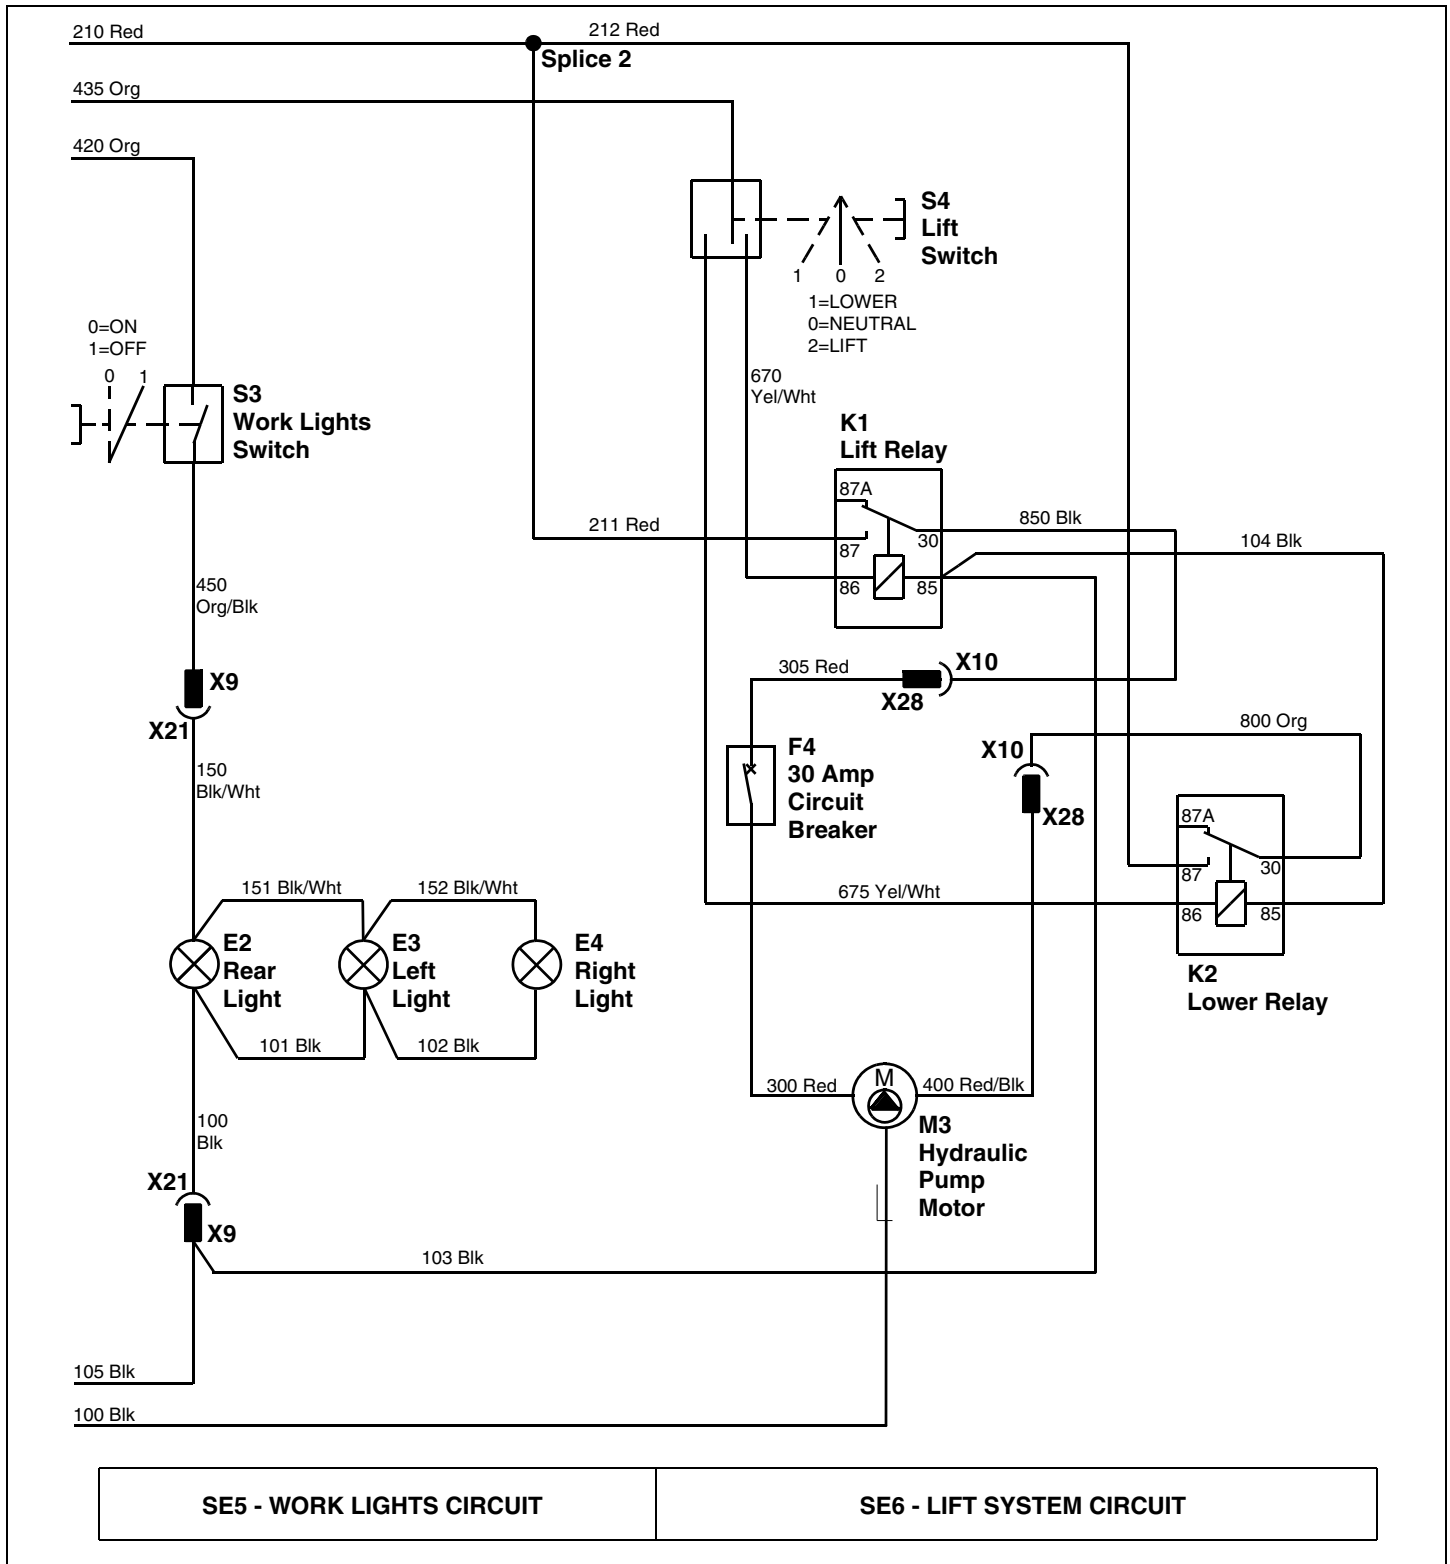 210 Red
212 Red
Splice 2
435 Org
420 Org
S4
Lift
Switch
1 0 2
1=LOWER
0=NEUTRAL
2=LIFT
0=ON
1=OFF
0 1
S3
Work Lights
Switch
670
Yel/Wht
K1
Lift Relay
87A
87
30
86
85
211 Red
850 Blk
104 Blk
450
Org/Blk
X9
X21
305 Red
X10
X28
150
Blk/Wht
F4
30 Amp
Circuit
Breaker
X10
X28
800 Org
87A
87
30
86
85
675 Yel/Wht
K2
Lower Relay
151 Blk/Wht
152 Blk/Wht
E2
Rear
Light
E3
Left
Light
E4
Right
Light
101 Blk
102 Blk
300 Red
M
400 Red/Blk
M3
Hydraulic
Pump
Motor
100
Blk
X21
X9
103 Blk
105 Blk
100 Blk
SE5 - WORK LIGHTS CIRCUIT
SE6 - LIFT SYSTEM CIRCUIT